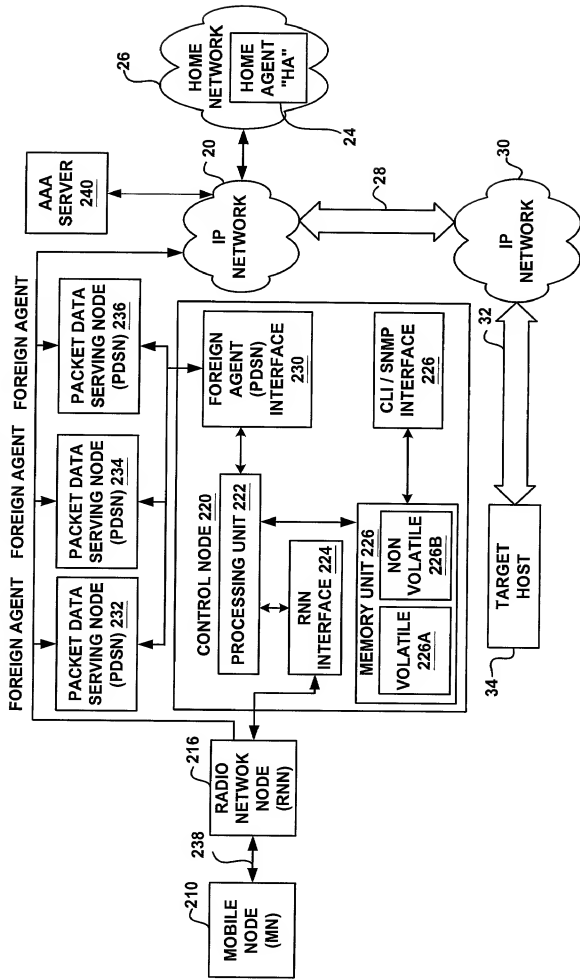 FOREIGN AGENT
FOREIGN AGENT
FOREIGN AGENT
PACKET DATA
SERVING NODE
(PDSN) 232
PACKET DATA
SERVING NODE
(PDSN) 234
PACKET DATA
SERVING NODE
(PDSN) 236
AAA
SERVER
240
26
HOME
NETWORK
HOME
AGENT
"HA"
24
20
IP
NETWORK
28
CONTROL NODE 220
PROCESSING UNIT 222
FOREIGN
AGENT
(PDSN)
INTERFACE
230
RNN
INTERFACE 224
MEMORY UNIT 226
VOLATILE
226A
NON
VOLATILE
226B
CLI / SNMP
INTERFACE
226
210
MOBILE
NODE
(MN)
238
216
RADIO
NETWOK
NODE
(RNN)
30
IP
NETWORK
32
TARGET
HOST
34